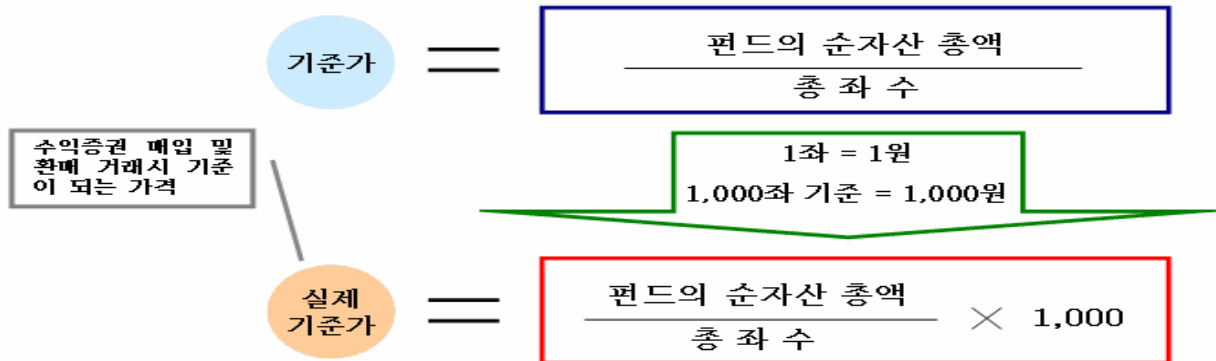 기준가
=
펀드의 순자산 총액
총 좌 수
수익증권 매입 및
환매 거래시 기준
이 되는 가격
1좌 = 1원
1,000좌 기준 = 1,000원
실제
기준가
=
펀드의 순자산 총액
총 좌 수
× 1,000